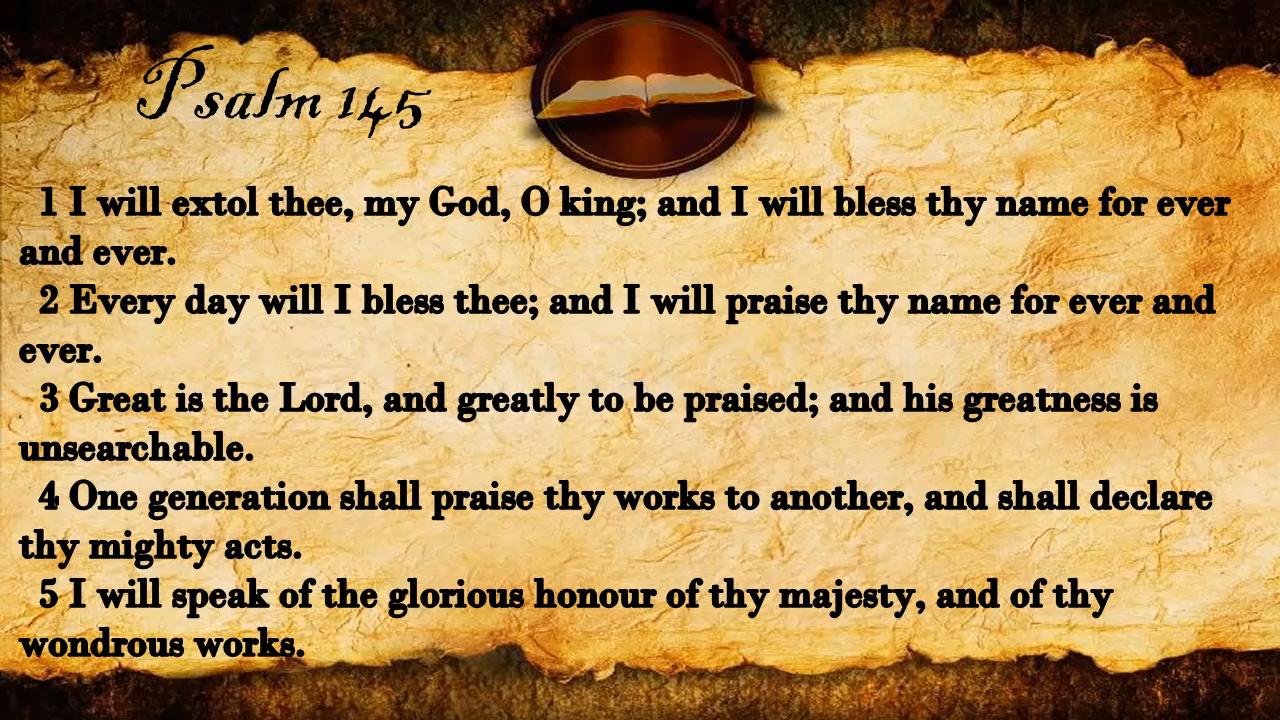 Psalm 145
1 I will extol thee, my God, O king; and I will bless thy name for ever
and ever.
2 Every day will I bless thee; and I will praise thy name for ever and
ever.
3 Great is the Lord, and greatly to be praised; and his greatness is
unsearchable.
4 One generation shall praise thy works to another, and shall declare
thy mighty acts.
5 I will speak of the glorious honour of thy majesty, and of thy
wondrous works.